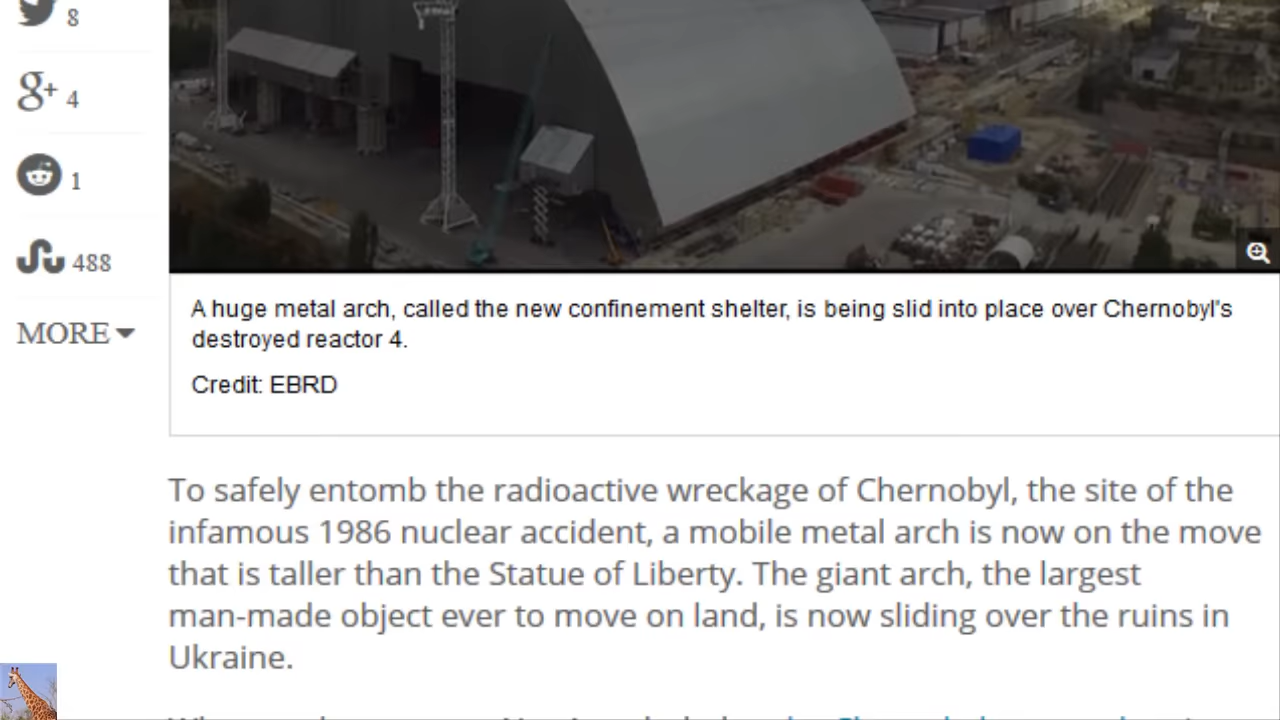 8
g+ 4
1
488
MORE
A huge metal arch, called the new confinement shelter, is being slid into place over Chernobyl's
destroyed reactor 4.
Credit: EBRD
To safely entomb the radioactive wreckage of Chernobyl, the site of the
infamous 1986 nuclear accident, a mobile metal arch is now on the move
that is taller than the Statue of Liberty. The giant arch, the largest
man-made object ever to move on land, is now sliding over the ruins in
Ukraine.